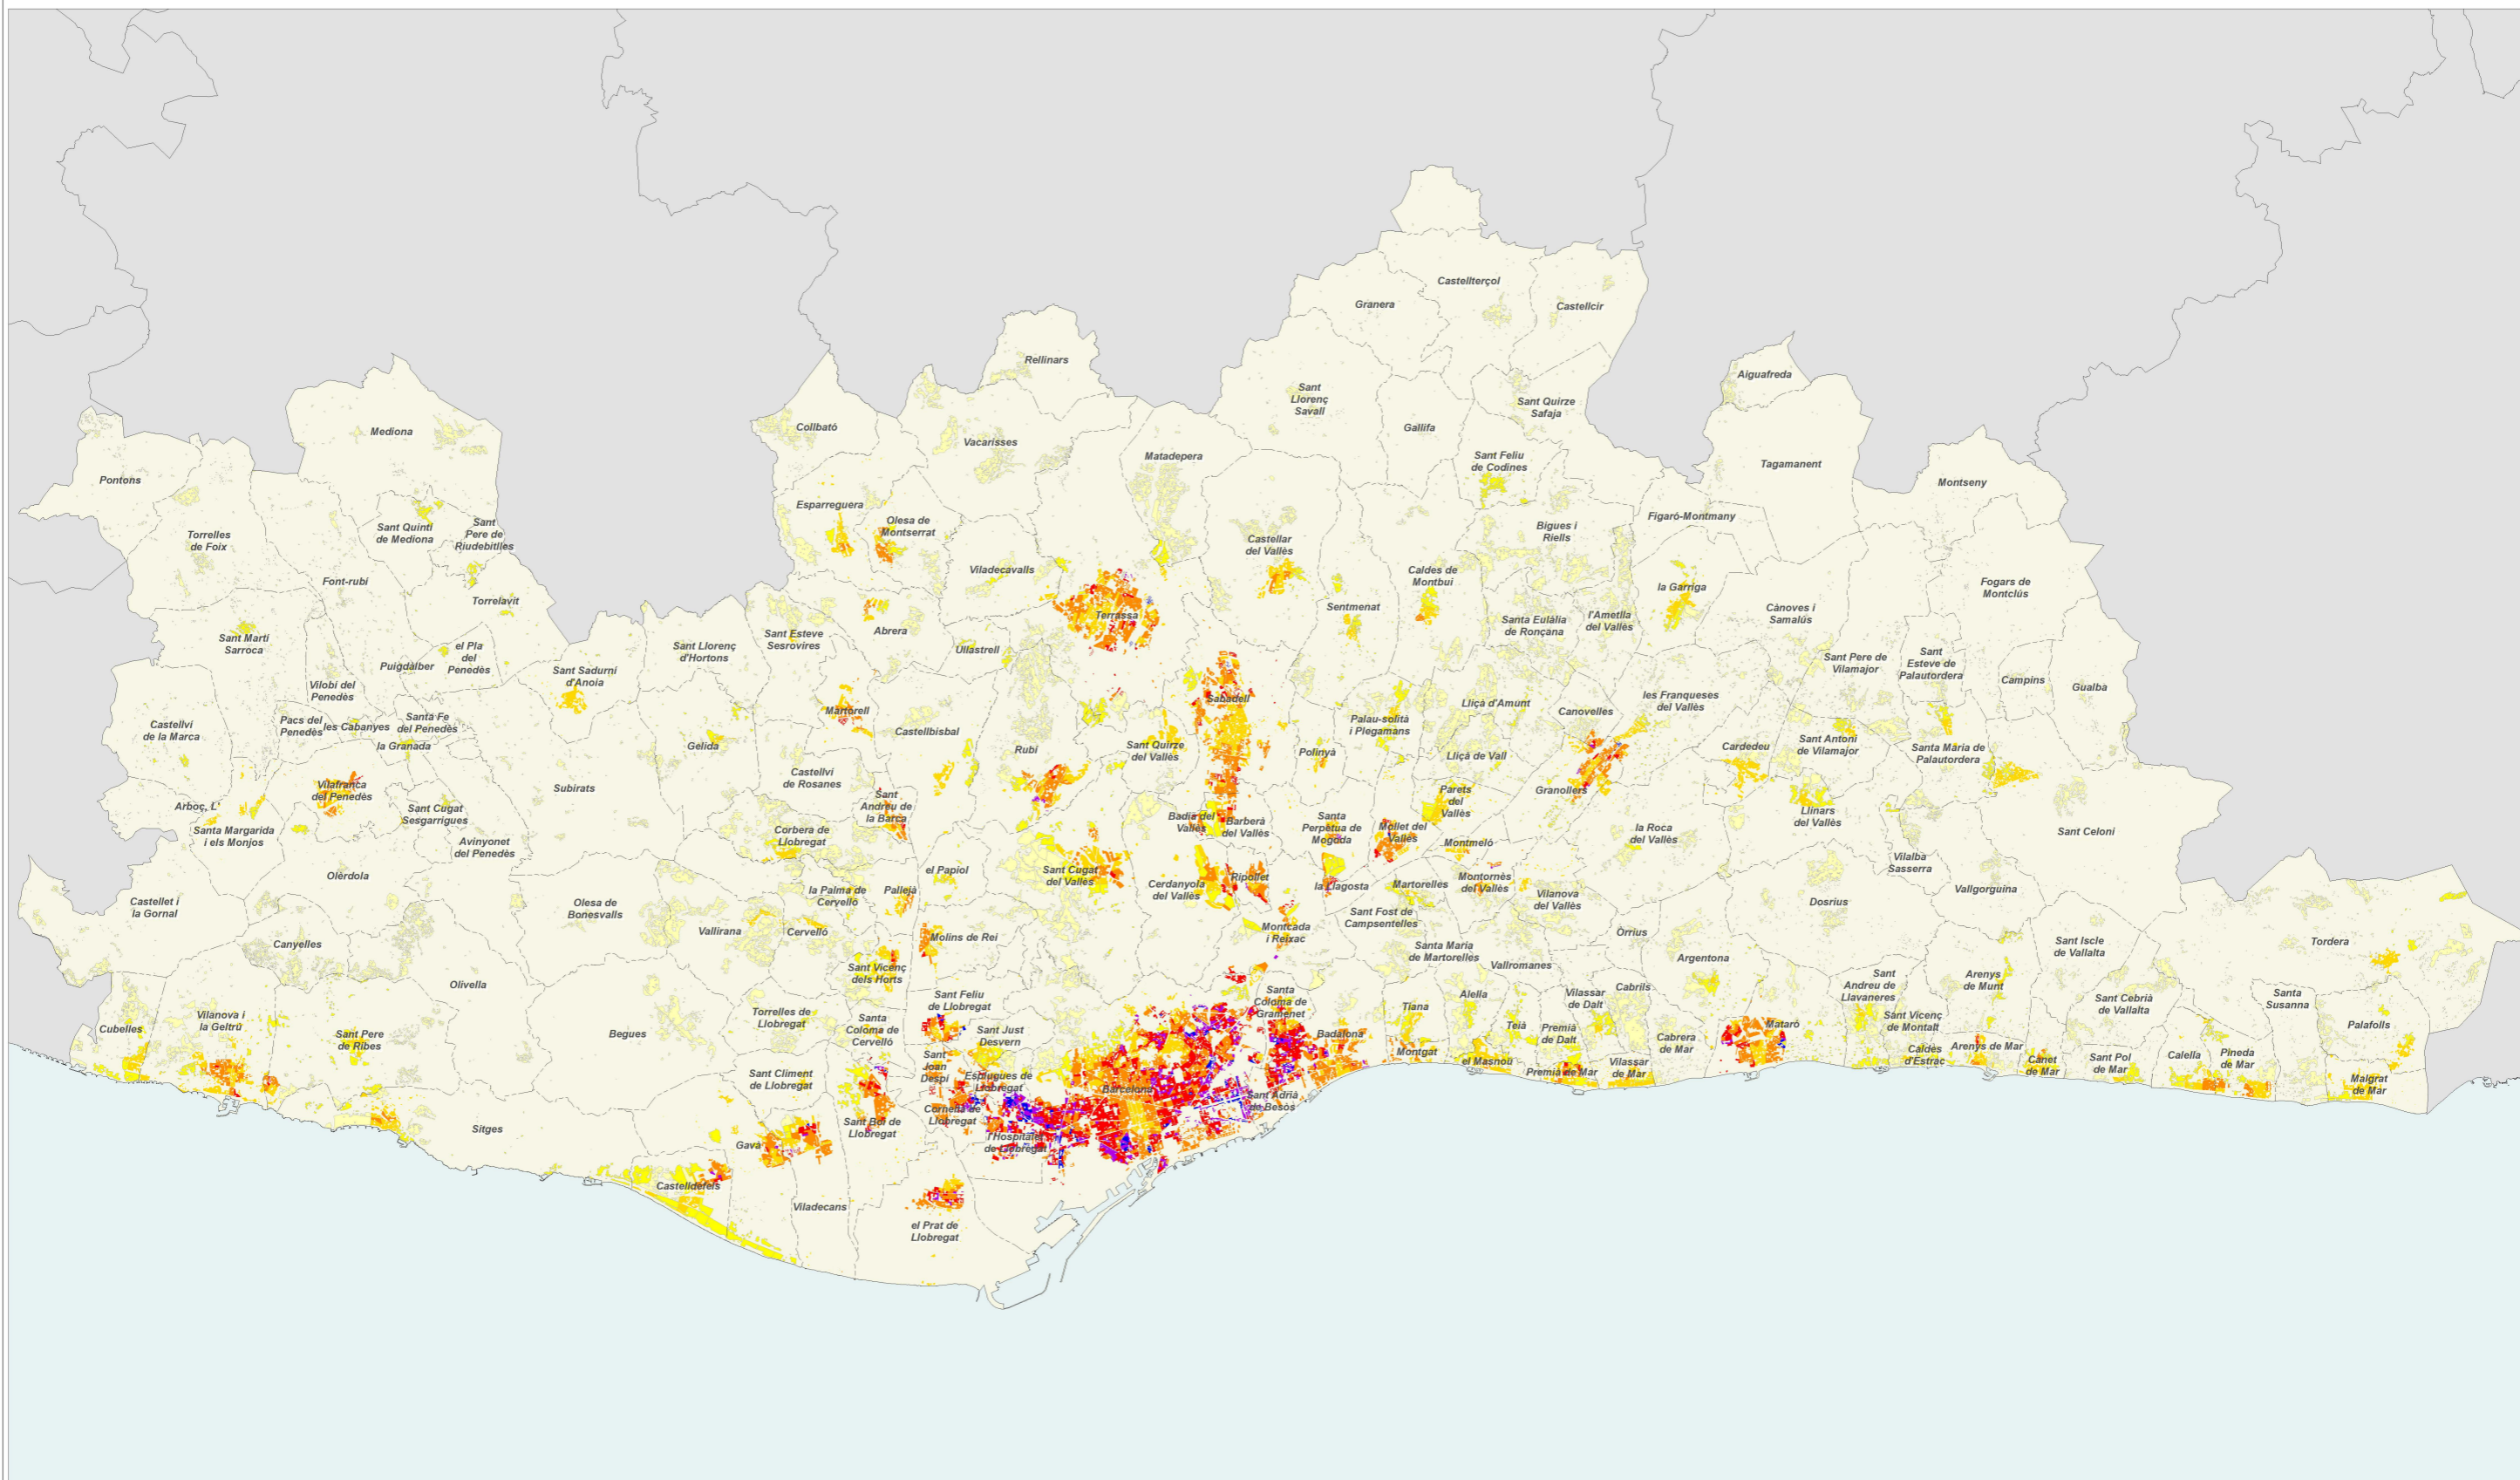 Castellterçol
Granera
Castellcir
Rellinars
Aiguafreda
Sant
Llorenç
Savall
Sant Quirze
Safaja
Mediona
Collbató
Gallifa
Vacarisses
Matadepera
Sant Feliu
de Codines
Tagamanent
Pontons
Montseny
Esparreguera
Figaró-Montmany
Olesa de
Montserrat
Bigues i
Riells
Sant Quintí
de Mediona
Sant
Pere de
Riudebitlles
Torrelles
de Foix
Castellar
del Vallès
Viladecavalls
Caldes de
Montbui
Font-rubí
la Garriga
Fogars de
Montclús
Torrelavit
Sentmenat
Terrassa
Cànoves i
Samalús
Santa Eulàlia
de Ronçana
l'Ametlla
del Vallès
Abrera
Sant Esteve
Sesrovires
Sant Martí
Sarroca
Sant Llorenç
d'Hortons
Ullastrell
el Pla
del
Penedès
Puigdàlber
Sant Pere de
Vilamajor
Sant
Esteve de
Palautordera
Sant Sadurní
d'Anoia
Campins
Gualba
Vilobí del
Penedès
Sabadell
les Franqueses
del Vallès
Lliçà d'Amunt
Canovelles
Martorell
Castellví
de la Marca
Pacs del
Penedès
les Cabanyes
Santa Fe
del Penedès
Palau-solità
i Plegamans
Castellbisbal
la Granada
Gelida
Rubí
Sant Quirze
del Vallès
Polinyà
Lliçà de Vall
Cardedeu
Sant Antoni
de Vilamajor
Santa Maria de
Palautordera
Castellví
de Rosanes
Vilafranca
del Penedès
Subirats
Granollers
Parets
del
Vallès
Arboç, L'
Sant Cugat
Sesgarrigues
Sant
Andreu de
la Barca
Llinars
del Vallès
Santa Margarida
i els Monjos
Badia del
Vallès
Barberà
del Vallès
Santa
Perpètua de
Mogoda
Mollet del
Vallès
la Roca
del Vallès
Sant Celoni
Corbera de
Llobregat
Avinyonet
del Penedès
Montmeló
Vilalba
Sasserra
Olèrdola
el Papiol
Sant Cugat
del Vallès
Ripollet
Cerdanyola
del Vallès
la Llagosta
Martorelles
Montornès
del Vallès
Vilanova
del Vallès
Vallgorguina
la Palma de
Cervelló
Pallejà
Castellet i
la Gornal
Olesa de
Bonesvalls
Dosrius
Sant Fost de
Campsentelles
Vallirana
Cervelló
Molins de Rei
Montcada
i Reixac
Òrrius
Canyelles
Tordera
Sant Iscle
de Vallalta
Santa Maria
de Martorelles
Vallromanes
Argentona
Sant Vicenç
dels Horts
Olivella
Sant
Andreu de
Llavaneres
Arenys
de Munt
Sant Feliu
de Llobregat
Santa
Coloma de
Gramenet
Alella
Vilassar
de Dalt
Cabrils
Sant Cebrià
de Vallalta
Santa
Susanna
Tiana
Cubelles
Vilanova i
la Geltrú
Torrelles de
Llobregat
Santa
Coloma de
Cervelló
Sant Just
Desvern
Sant Pere
de Ribes
Begues
Badalona
Teià
Premià
de Dalt
Mataró
Sant Vicenç
de Montalt
Palafolls
Cabrera
de Mar
Montgat
el Masnou
Caldes
d'Estrac
Arenys de Mar
Canet
de Mar
Sant Pol
de Mar
Calella
Pineda
de Mar
Sant
Joan
Despí
Premià de Mar
Vilassar
de Mar
Malgrat
de Mar
Sant Climent
de Llobregat
Esplugues de
Llobregat
Barcelona
Sant Adrià
de Besòs
Cornellà de
Llobregat
Sant Boi de
Llobregat
Sitges
Gavà
l'Hospitalet
de Llobregat
Castelldefels
Viladecans
el Prat de
Llobregat